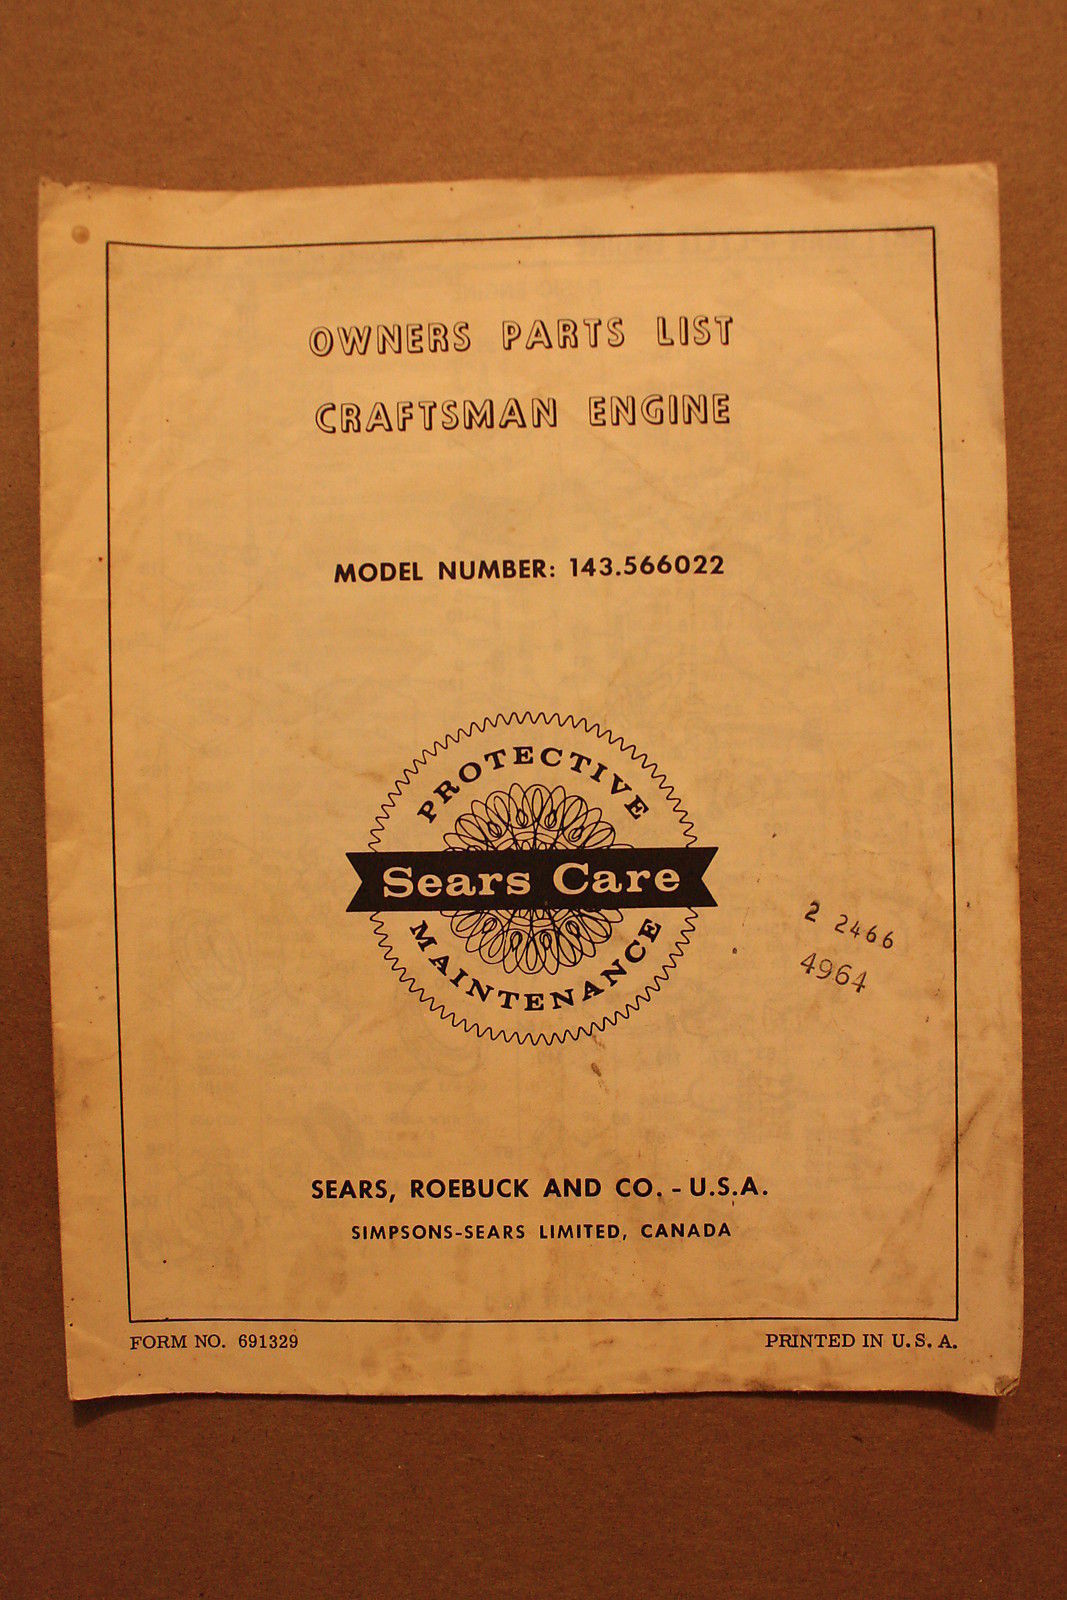 OWNERS PARTS LIST
CRAFTSMAN ENGINE
MODEL NUMBER: 143.566022
PROTECTIVE
Sears Care
MAINTENANCE
2 2466
4964
SEARS, ROEBUCK AND CO. - U.S.A.
SIMPSONS-SEARS LIMITED, CANADA
FORM NO. 691329
PRINTED IN U. S. A.